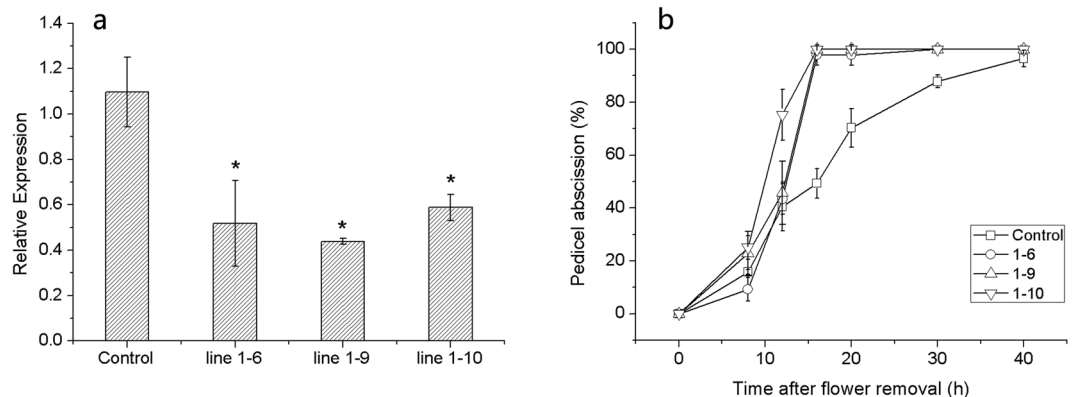 a
1.4
1.2
1.0
0.8
0.6
0.4
0.2
0.0
Relative Expression
*
*
*
Control line 1-6 line 1-9 line 1-10
b
100
80
60
40
20
0
Pedicel abscission (%)
Control
1-6
1-9
1-10
0 10 20 30 40
Time after flower removal (h)